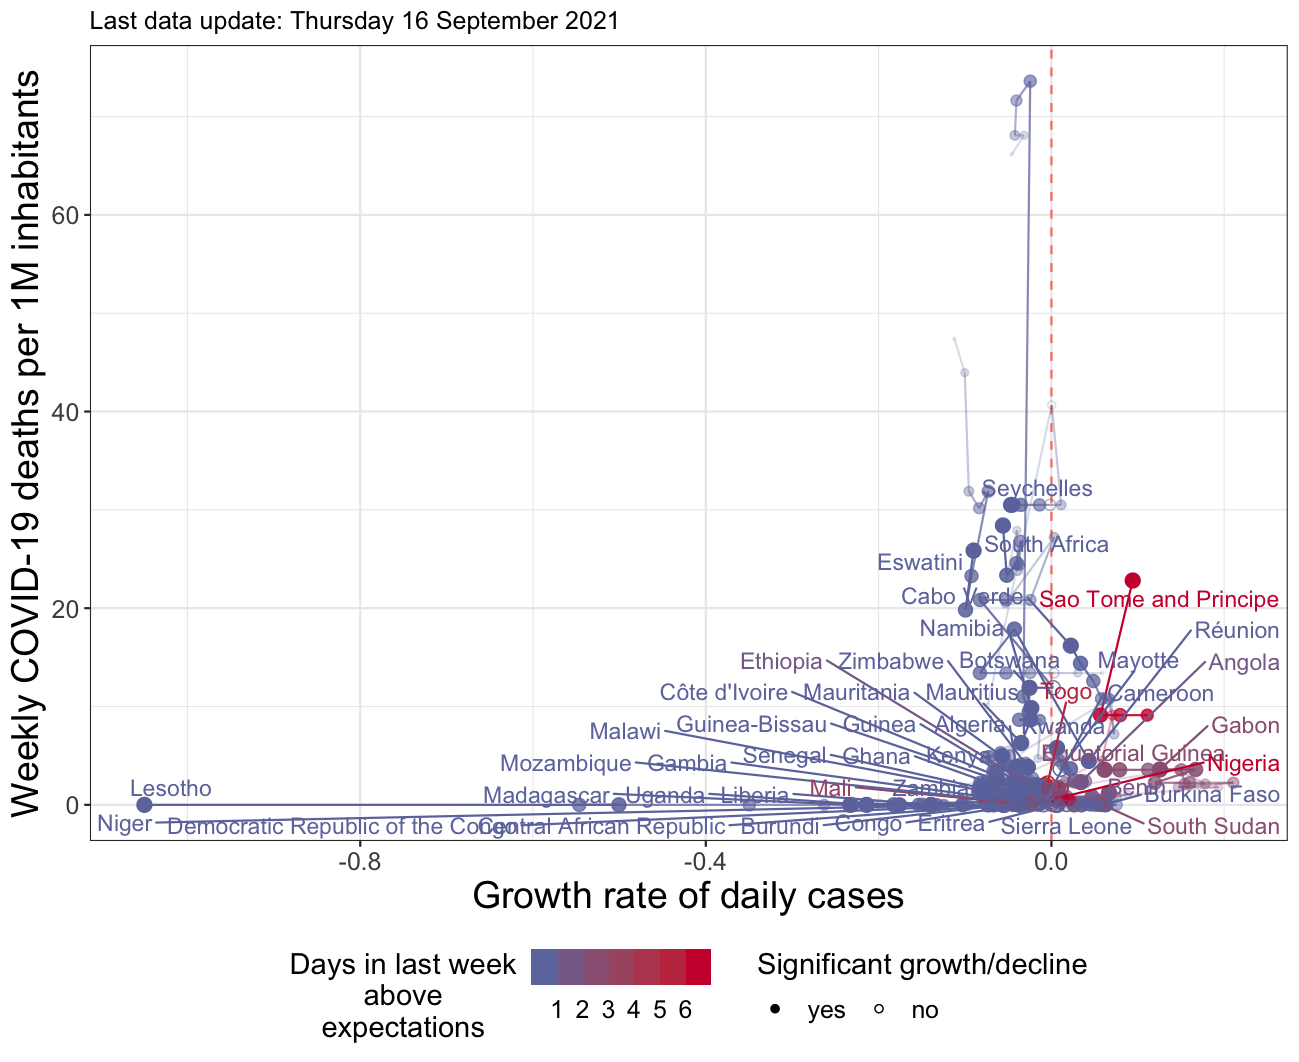 Last data update: Thursday 16 September 2021
Weekly COVID-19 deaths per 1M inhabitants
60
40
20
0
Seychelles
South Africa
Eswatini
Cabo Verde
Sao Tome and Principe
Namibia
Réunion
Ethiopia
Zimbabwe
Botswana
Mayotte
Angola
Côte d'Ivoire
Mauritania
Mauritius
Togo
Cameroon
Malawi
Guinea-Bissau
Guinea
Algeria
Rwanda
Gabon
Mozambique
Gambia
Senegal
Ghana
Kenya
Equatorial Guinea
Nigeria
Lesotho
Madagascar
Uganda
Liberia
Mali
Zambia
Benin
Burkina Faso
Niger
Democratic Republic of the Congo
Central African Republic
Burundi
Congo
Eritrea
Sierra Leone
South Sudan
-0.8
-0.4
0.0
Growth rate of daily cases
Days in last week
above
expectations
1 2 3 4 5 6
Significant growth/decline
yes
no